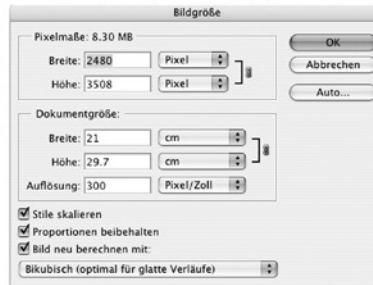 Bildgröße
Pixelmaße: 8.30 MB
Breite: 2480 Pixel
Höhe: 3508 Pixel
OK
Abbrechen
Auto...
Dokumentgröße:
Breite: 21 cm
Höhe: 29.7 cm
Auflösung: 300 Pixel/Zoll
Stile skalieren
Proportionen beibehalten
Bild neu berechnen mit:
Bikubisch (optimal für glatte Verläufe)